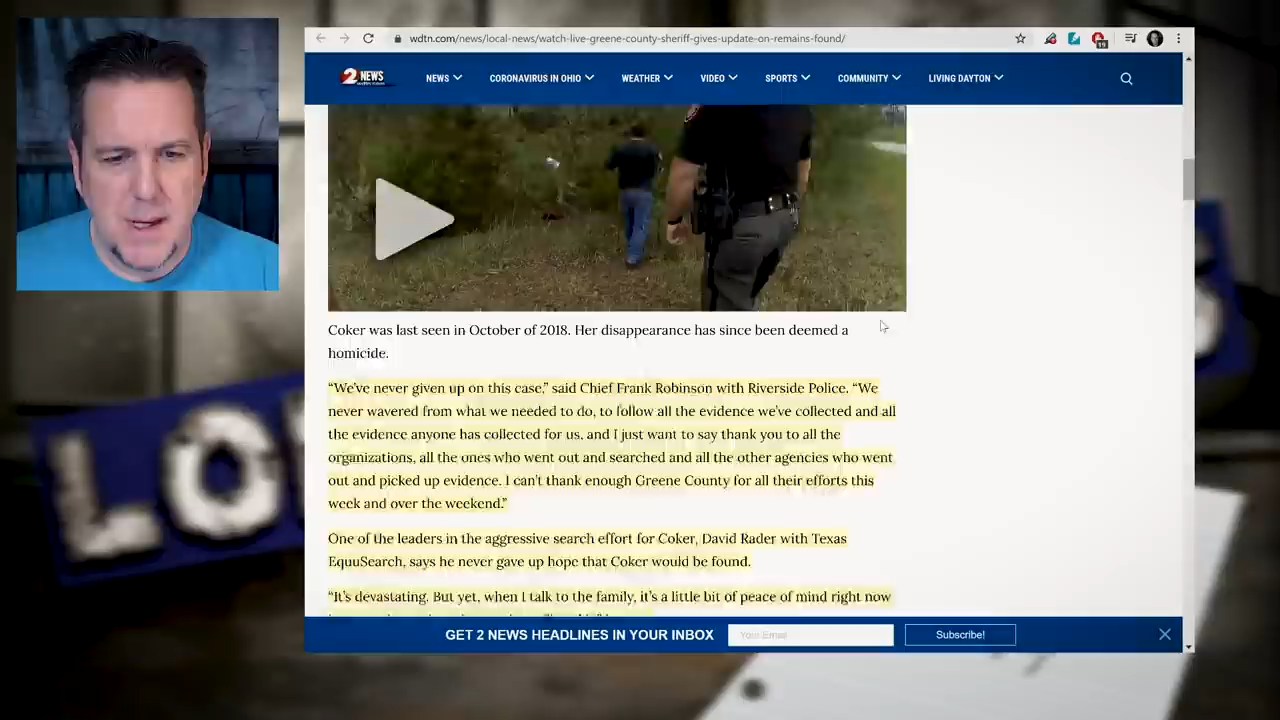 wdtn.com/news/local-news/watch-live-greene-county-sheriff-gives-update-on-remains-found/
19
2 NEWS
NEWS
CORONAVIRUS IN OHIO
WEATHER
VIDEO
SPORTS
COMMUNITY
LIVING DAYTON
Coker was last seen in October of 2018. Her disappearance has since been deemed a
homicide.
“We’ve never given up on this case,” said Chief Frank Robinson with Riverside Police. “We
never wavered from what we needed to do, to follow all the evidence we’ve collected and all
the evidence anyone has collected for us, and I just want to say thank you to all the
organizations, all the ones who went out and searched and all the other agencies who went
out and picked up evidence. I can’t thank enough Greene County for all their efforts this
week and over the weekend.”
One of the leaders in the aggressive search effort for Coker, David Rader with Texas
EquuSearch, says he never gave up hope that Coker would be found.
“It’s devastating. But yet, when I talk to the family, it’s a little bit of peace of mind right now
GET 2 NEWS HEADLINES IN YOUR INBOX
Your Email
Subscribe!
LO